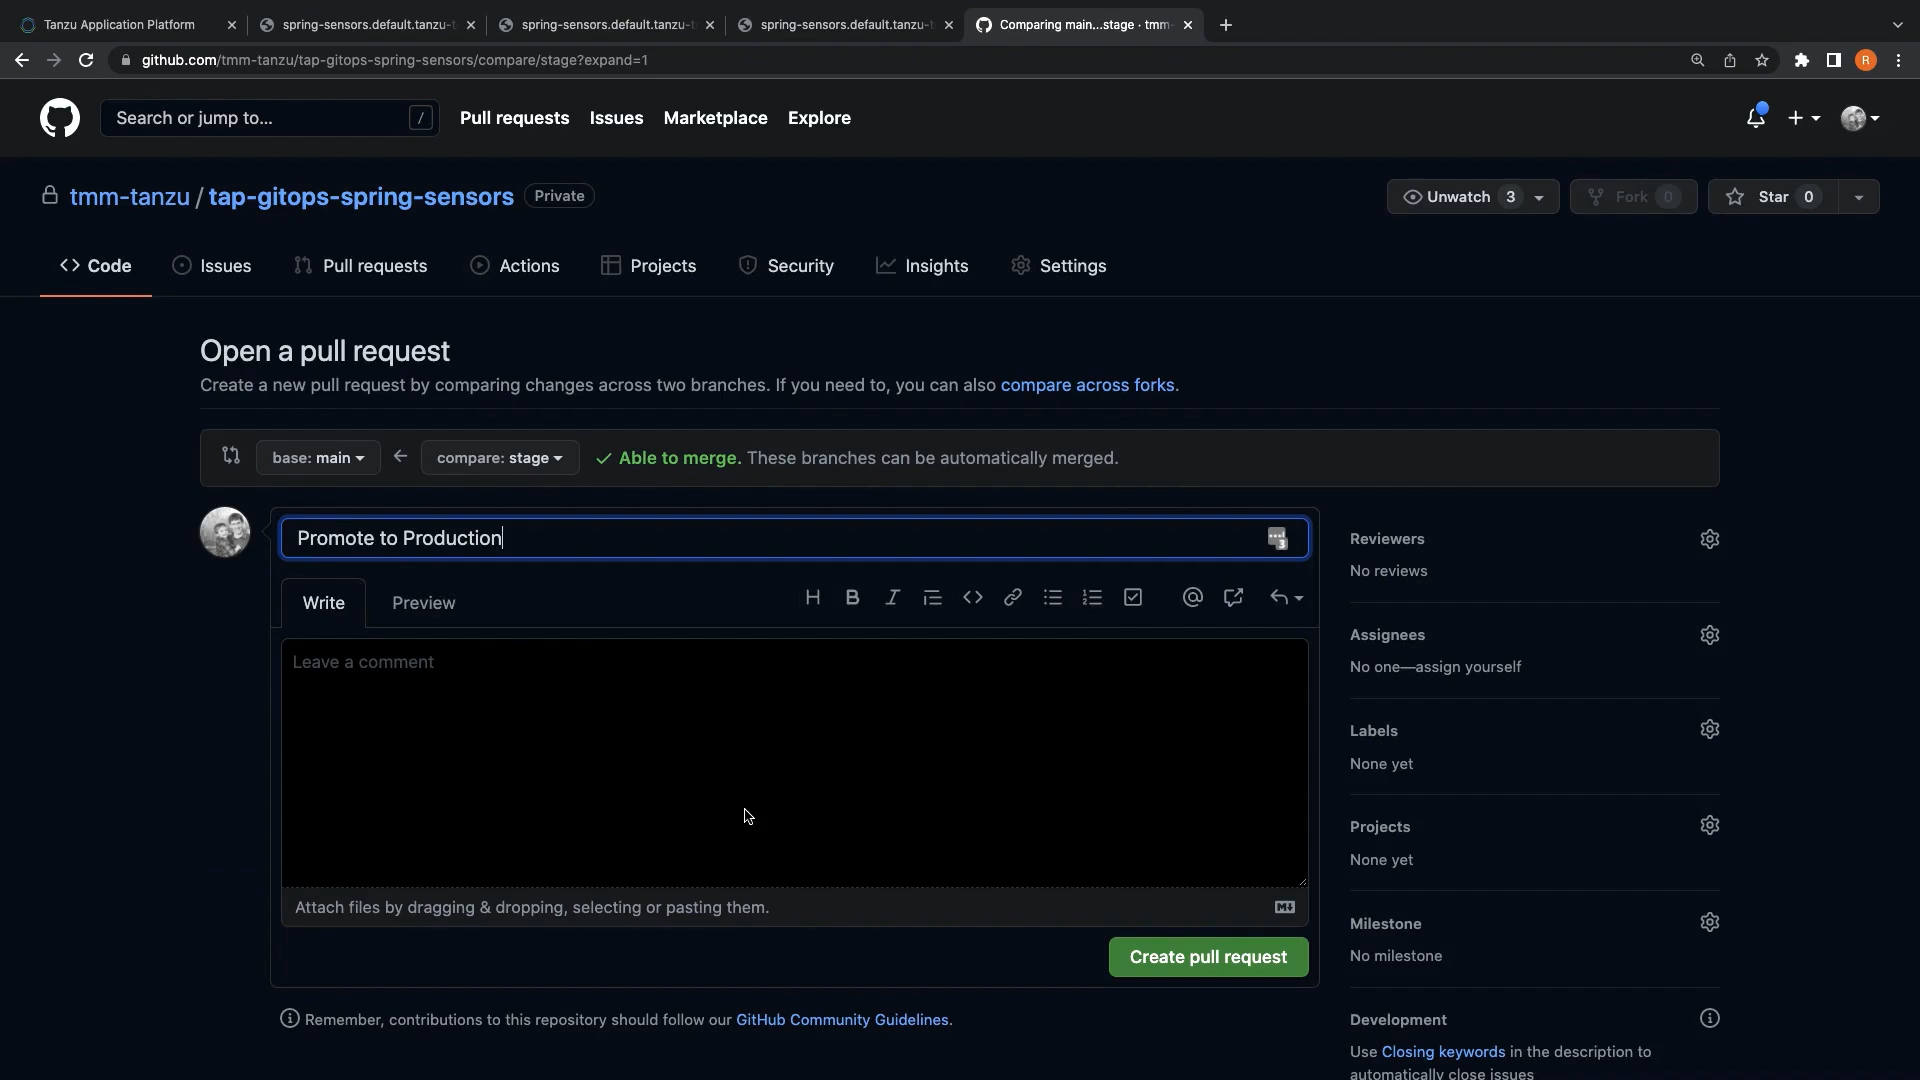 Tanzu Application Platform
spring-sensors.default.tanzu-t
spring-sensors.default.tanzu-t
spring-sensors.default.tanzu-t
Comparing main...stage · tmm-
github.com/tmm-tanzu/tap-gitops-spring-sensors/compare/stage?expand=1
R
Search or jump to...
/
Pull requests
Issues
Marketplace
Explore
tmm-tanzu / tap-gitops-spring-sensors
Private
Unwatch 3
Fork 0
Star 0
Code
Issues
Pull requests
Actions
Projects
Security
Insights
Settings
Open a pull request
Create a new pull request by comparing changes across two branches. If you need to, you can also compare across forks.
base: main
compare: stage
Able to merge. These branches can be automatically merged.
Promote to Production
3
Reviewers
No reviews
Write
Preview
Assignees
No one—assign yourself
Leave a comment
Labels
None yet
Projects
None yet
Attach files by dragging & dropping, selecting or pasting them.
Milestone
No milestone
Create pull request
Remember, contributions to this repository should follow our GitHub Community Guidelines.
Development
Use Closing keywords in the description to
automatically close issues